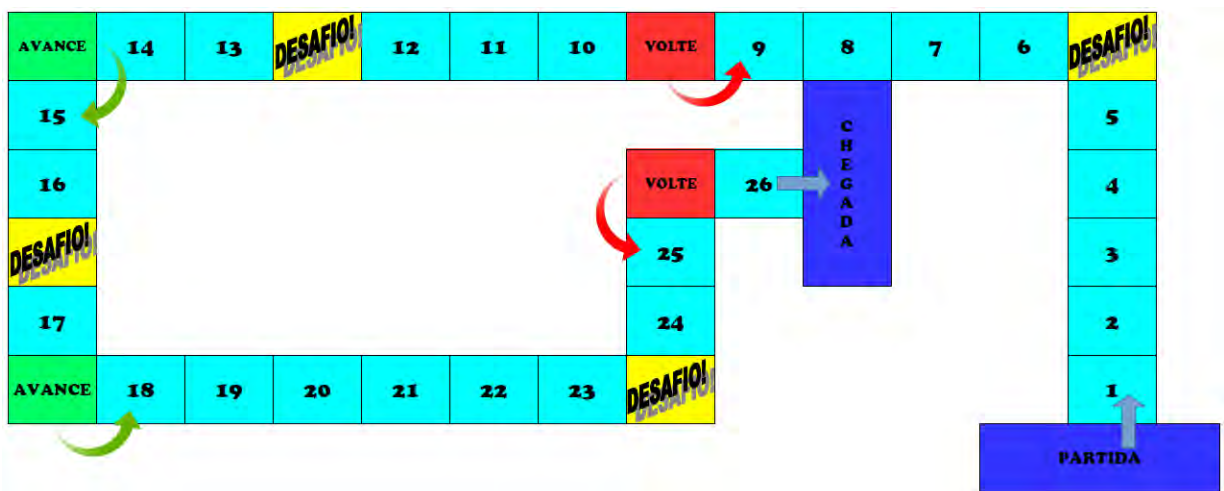 AVANCE 14 13 DESAFIO! 12 11 10 VOLTE 9 8 7 6 DESAFIO!
15 CHEGADA 5
16 VOLTE 26 4
DESAFIO! 25 3
17 24 2
AVANCE 18 19 20 21 22 23 DESAFIO! 1
PARTIDA